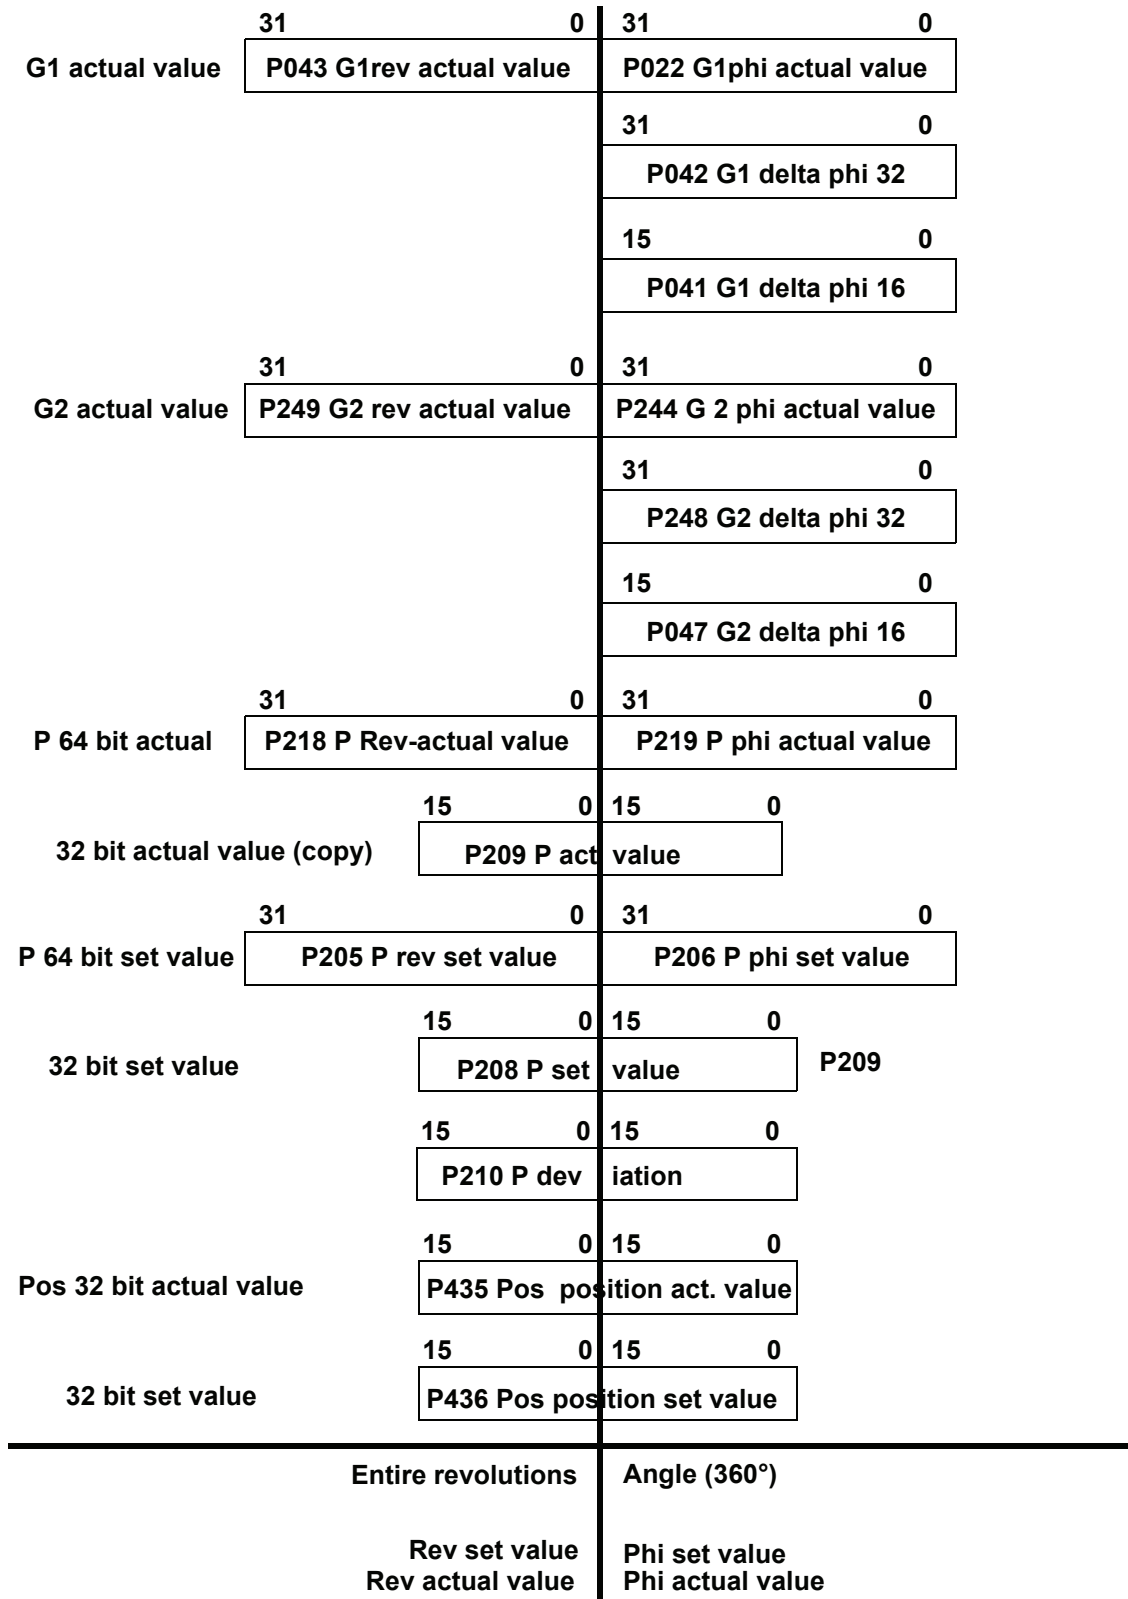 31 0 31 0
G1 actual value P043 G1rev actual value P022 G1phi actual value
31 0
P042 G1 delta phi 32
15 0
P041 G1 delta phi 16
31 0 31 0
G2 actual value P249 G2 rev actual value P244 G 2 phi actual value
31 0
P248 G2 delta phi 32
15 0
P047 G2 delta phi 16
31 0 31 0
P 64 bit actual P218 P Rev-actual value P219 P phi actual value
15 0 15 0
32 bit actual value (copy) P209 P act value
31 0 31 0
P 64 bit set value P205 P rev set value P206 P phi set value
15 0 15 0
32 bit set value P208 P set value P209
15 0 15 0
P210 P dev iation
15 0 15 0
Pos 32 bit actual value P435 Pos position act. value
15 0 15 0
32 bit set value P436 Pos position set value
Entire revolutions Angle (360°)
Rev set value Phi set value
Rev actual value Phi actual value